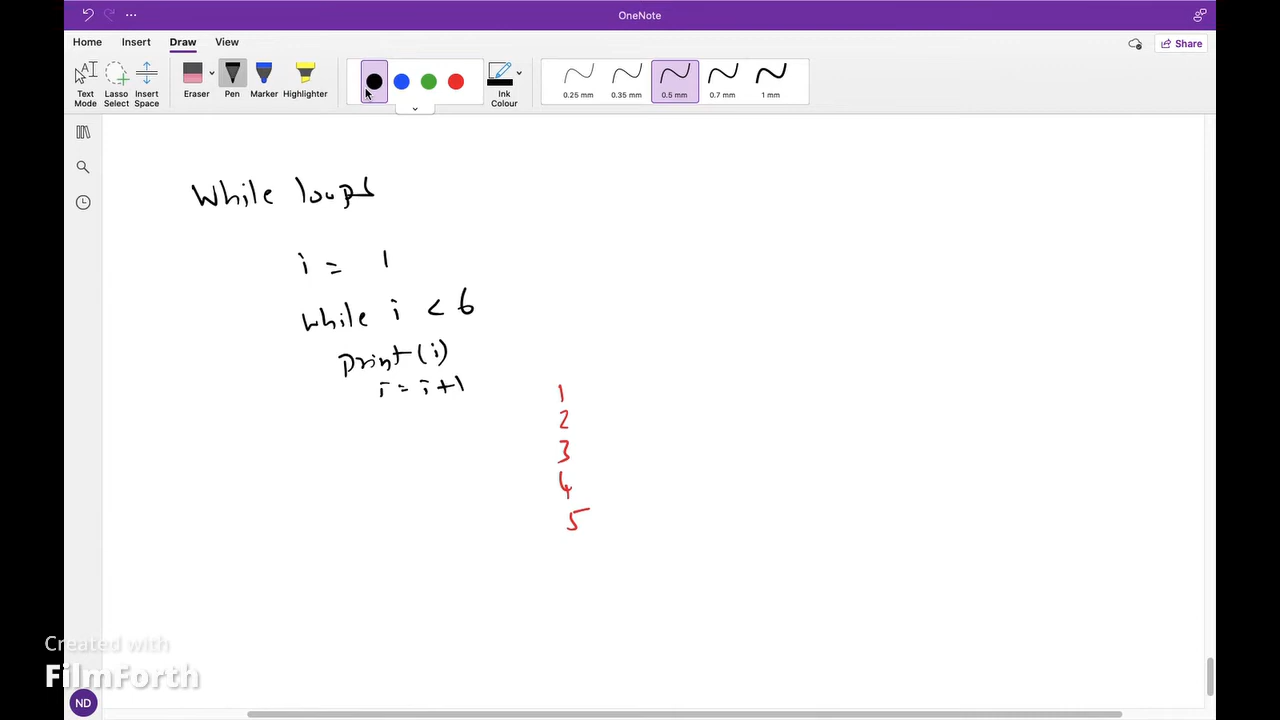 OneNote
Home Insert Draw View
Share
Text Mode
Lasso Select
Insert Space
Eraser
Pen
Marker
Highlighter
Ink Colour
0.25 mm
0.35 mm
0.5 mm
0.7 mm
1 mm
While loops
i = 1
while i < 6
print(i)
i = i+1
1
2
3
4
5
Created with
FilmForth
ND